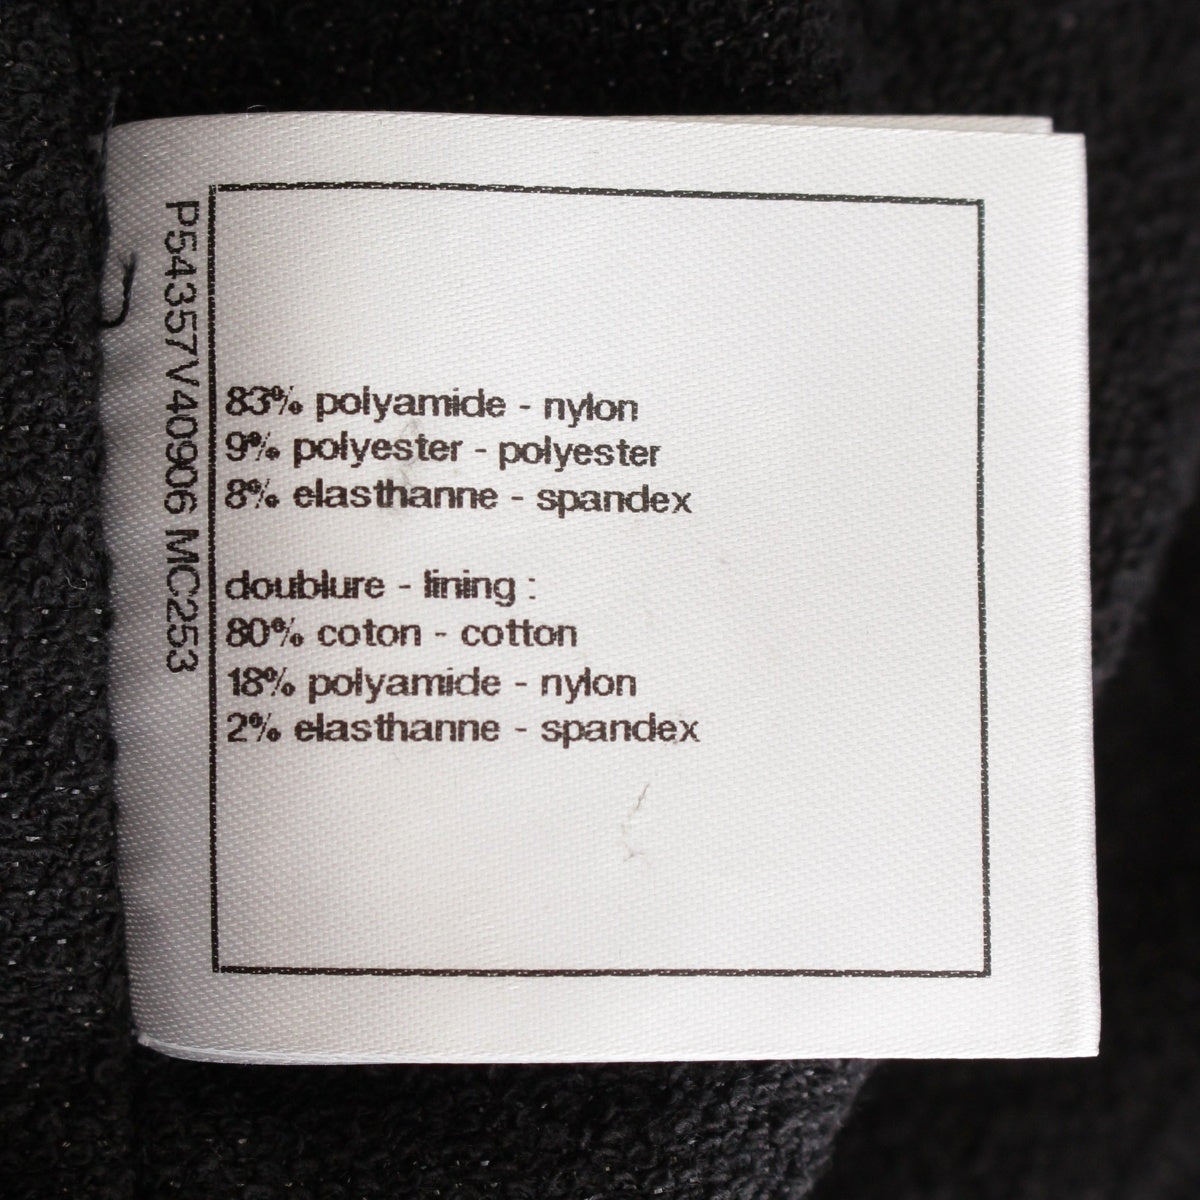 P54357V40906 MC253
83% polyamide - nylon
9% polyester - polyester
8% elasthanne - spandex
doublure - lining :
80% coton - cotton
18% polyamide - nylon
2% elasthanne - spandex